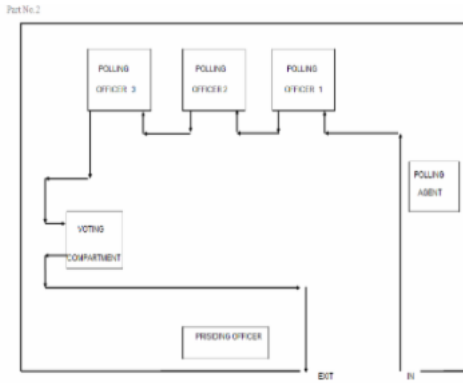 Part No.2
POLLING
OFFICER 3
POLLING
OFFICER 2
POLLING
OFFICER 1
POLLING
AGENT
VOTING
COMPARTMENT
PRISIDING OFFICER
EXIT
IN